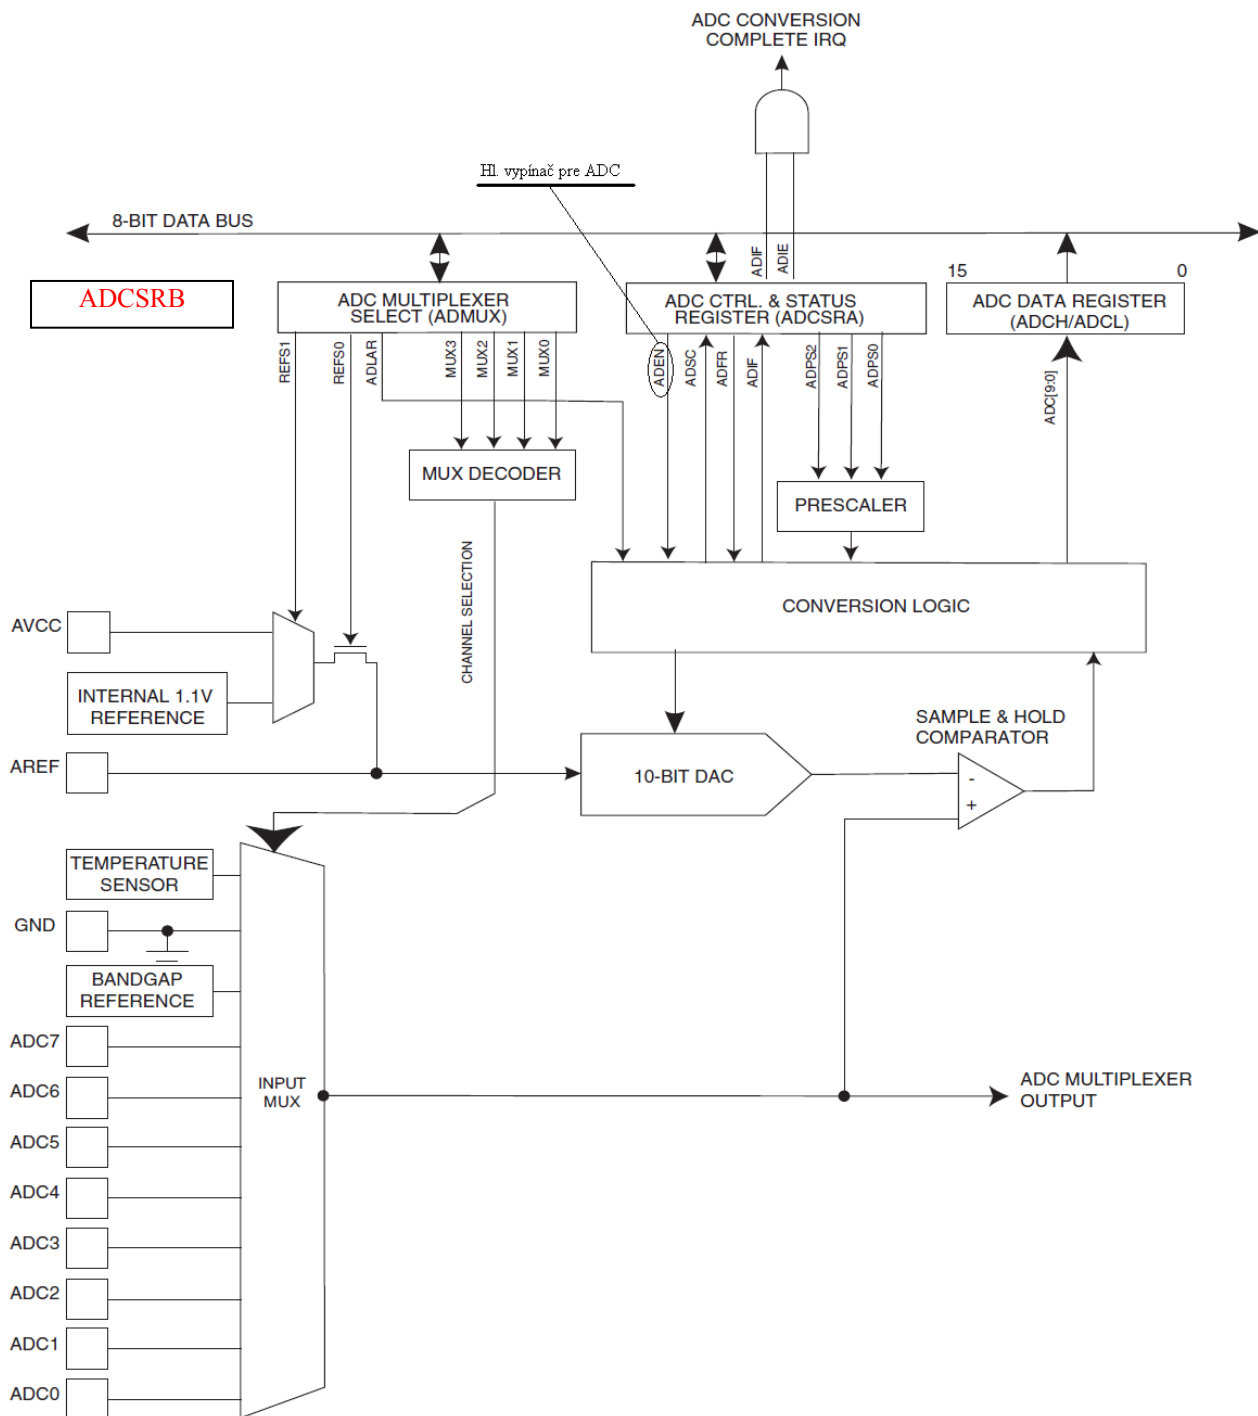 ADC CONVERSION
COMPLETE IRQ
Hl. vypínač pre ADC
8-BIT DATA BUS
ADIF
ADIE
15
0
ADCSRB
ADC MULTIPLEXER
SELECT (ADMUX)
ADC CTRL. & STATUS
REGISTER (ADCSRA)
ADC DATA REGISTER
(ADCH/ADCL)
REFS1
REFS0
ADLAR
MUX3
MUX2
MUX1
MUX0
ADEN
ADSC
ADFR
ADIF
ADPS2
ADPS1
ADPS0
ADC[9:0]
MUX DECODER
PRESCALER
CHANNEL SELECTION
CONVERSION LOGIC
AVCC
INTERNAL 1.1V
REFERENCE
AREF
SAMPLE & HOLD
COMPARATOR
10-BIT DAC
-
+
TEMPERATURE
SENSOR
GND
BANDGAP
REFERENCE
ADC7
ADC6
ADC5
ADC4
ADC3
ADC2
ADC1
ADC0
INPUT
MUX
ADC MULTIPLEXER
OUTPUT